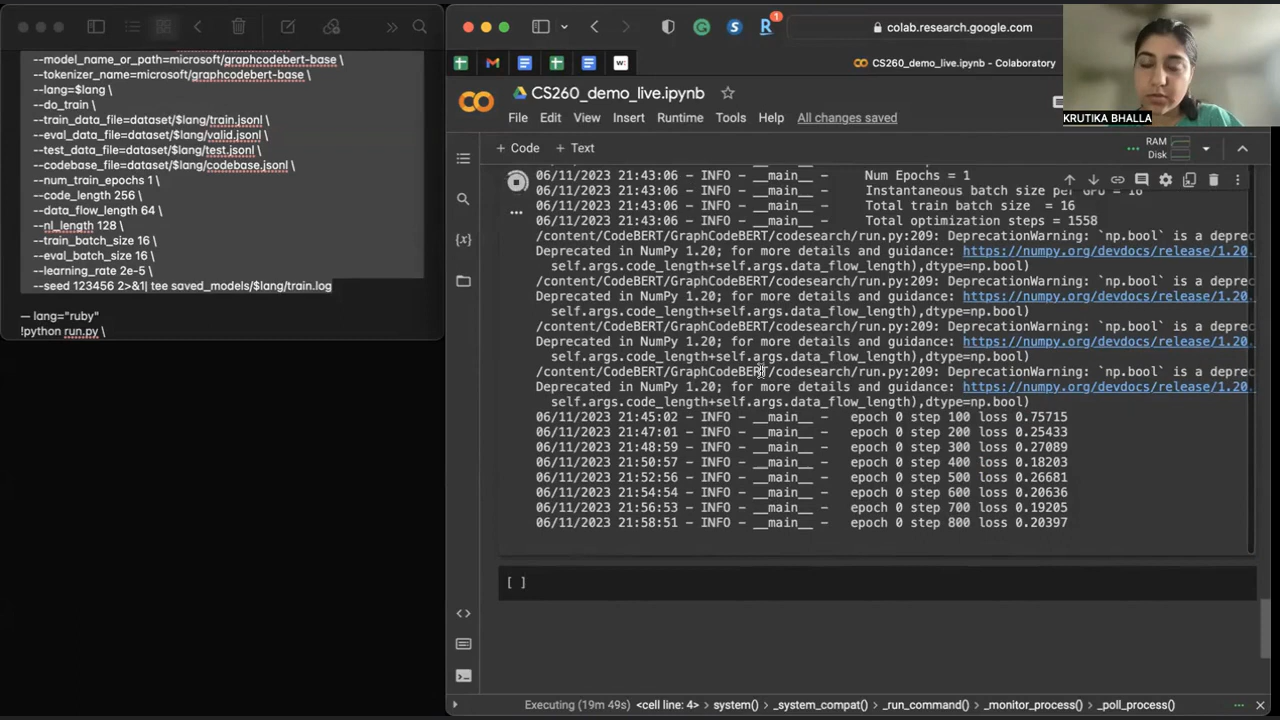 --model_name_or_path=microsoft/graphcodebert-base \
--tokenizer_name=microsoft/graphcodebert-base \
--lang=$lang \
--do_train \
--train_data_file=dataset/$lang/train.jsonl \
--eval_data_file=dataset/$lang/valid.jsonl \
--test_data_file=dataset/$lang/test.jsonl \
--codebase_file=dataset/$lang/codebase.jsonl \
--num_train_epochs 1 \
--code_length 256 \
--data_flow_length 64 \
--nl_length 128 \
--train_batch_size 16 \
--eval_batch_size 16 \
--learning_rate 2e-5 \
--seed 123456 2>&1| tee saved_models/$lang/train.log
— lang="ruby"
!python run.py \
1
colab.research.google.com
CS260_demo_live.ipynb - Colaboratory
CS260_demo_live.ipynb
File Edit View Insert Runtime Tools Help All changes saved
KRUTIKA BHALLA
+ Code + Text
RAM
Disk
06/11/2023 21:43:06 - INFO - __main__ - Num Epochs = 1
06/11/2023 21:43:06 - INFO - __main__ - Instantaneous batch size per GPU = 16
06/11/2023 21:43:06 - INFO - __main__ - Total train batch size = 16
06/11/2023 21:43:06 - INFO - __main__ - Total optimization steps = 1558
/content/CodeBERT/GraphCodeBERT/codesearch/run.py:209: DeprecationWarning: `np.bool` is a deprec
Deprecated in NumPy 1.20; for more details and guidance: https://numpy.org/devdocs/release/1.20.
self.args.code_length+self.args.data_flow_length),dtype=np.bool)
/content/CodeBERT/GraphCodeBERT/codesearch/run.py:209: DeprecationWarning: `np.bool` is a deprec
Deprecated in NumPy 1.20; for more details and guidance: https://numpy.org/devdocs/release/1.20.
self.args.code_length+self.args.data_flow_length),dtype=np.bool)
/content/CodeBERT/GraphCodeBERT/codesearch/run.py:209: DeprecationWarning: `np.bool` is a deprec
Deprecated in NumPy 1.20; for more details and guidance: https://numpy.org/devdocs/release/1.20.
self.args.code_length+self.args.data_flow_length),dtype=np.bool)
/content/CodeBERT/GraphCodeBERT/codesearch/run.py:209: DeprecationWarning: `np.bool` is a deprec
Deprecated in NumPy 1.20; for more details and guidance: https://numpy.org/devdocs/release/1.20.
self.args.code_length+self.args.data_flow_length),dtype=np.bool)
06/11/2023 21:45:02 - INFO - __main__ - epoch 0 step 100 loss 0.75715
06/11/2023 21:47:01 - INFO - __main__ - epoch 0 step 200 loss 0.25433
06/11/2023 21:48:59 - INFO - __main__ - epoch 0 step 300 loss 0.27089
06/11/2023 21:50:57 - INFO - __main__ - epoch 0 step 400 loss 0.18203
06/11/2023 21:52:56 - INFO - __main__ - epoch 0 step 500 loss 0.26681
06/11/2023 21:54:54 - INFO - __main__ - epoch 0 step 600 loss 0.20636
06/11/2023 21:56:53 - INFO - __main__ - epoch 0 step 700 loss 0.19205
06/11/2023 21:58:51 - INFO - __main__ - epoch 0 step 800 loss 0.20397
[ ]
Executing (19m 49s) <cell line: 4> system() _system_compat() _run_command() _monitor_process() _poll_process()